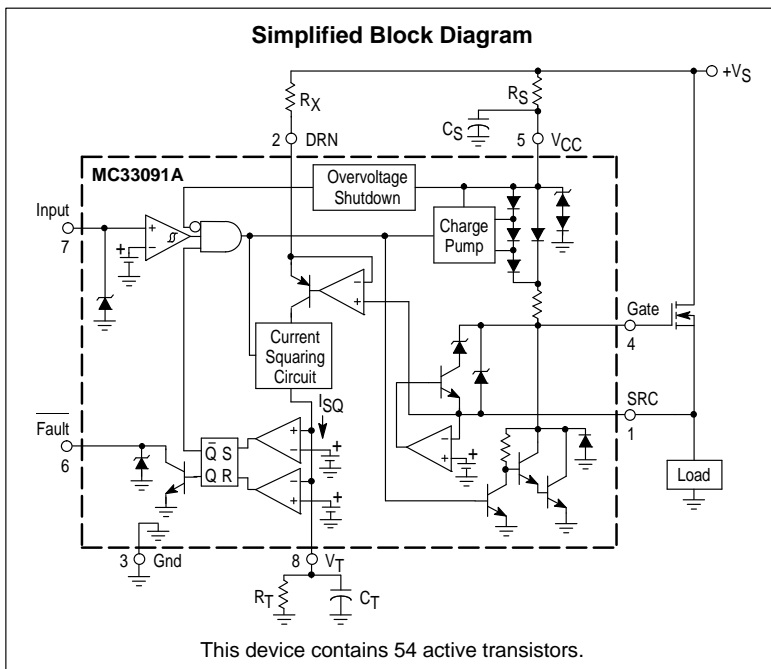 Simplified Block Diagram
+VS
RX
RS
CS
2 DRN
5 VCC
MC33091A
Overvoltage
Shutdown
Input
7
+
−
+
Charge
Pump
−
+
Gate
4
Current
Squaring
Circuit
ISQ
SRC
1
Fault
6
Q̅ S
Q R
+
−
+
−
+
+
−
+
Load
3 Gnd
8 VT
RT
CT
This device contains 54 active transistors.